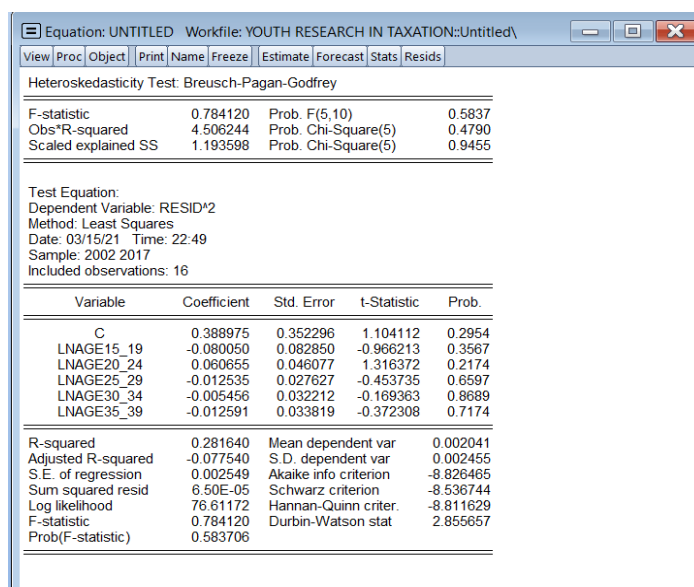 Equation: UNTITLED Workfile: YOUTH RESEARCH IN TAXATION::Untitled\
View Proc Object Print Name Freeze Estimate Forecast Stats Resids
Heteroskedasticity Test: Breusch-Pagan-Godfrey
F-statistic 0.784120 Prob. F(5,10) 0.5837
Obs*R-squared 4.506244 Prob. Chi-Square(5) 0.4790
Scaled explained SS 1.193598 Prob. Chi-Square(5) 0.9455
Test Equation:
Dependent Variable: RESID^2
Method: Least Squares
Date: 03/15/21 Time: 22:49
Sample: 2002 2017
Included observations: 16
Variable Coefficient Std. Error t-Statistic Prob.
C 0.388975 0.352296 1.104112 0.2954
LNAGE15_19 -0.080050 0.082850 -0.966213 0.3567
LNAGE20_24 0.060655 0.046077 1.316372 0.2174
LNAGE25_29 -0.012535 0.027627 -0.453735 0.6597
LNAGE30_34 -0.005456 0.032212 -0.169363 0.8689
LNAGE35_39 -0.012591 0.033819 -0.372308 0.7174
R-squared 0.281640 Mean dependent var 0.002041
Adjusted R-squared -0.077540 S.D. dependent var 0.002455
S.E. of regression 0.002549 Akaike info criterion -8.826465
Sum squared resid 6.50E-05 Schwarz criterion -8.536744
Log likelihood 76.61172 Hannan-Quinn criter. -8.811629
F-statistic 0.784120 Durbin-Watson stat 2.855657
Prob(F-statistic) 0.583706